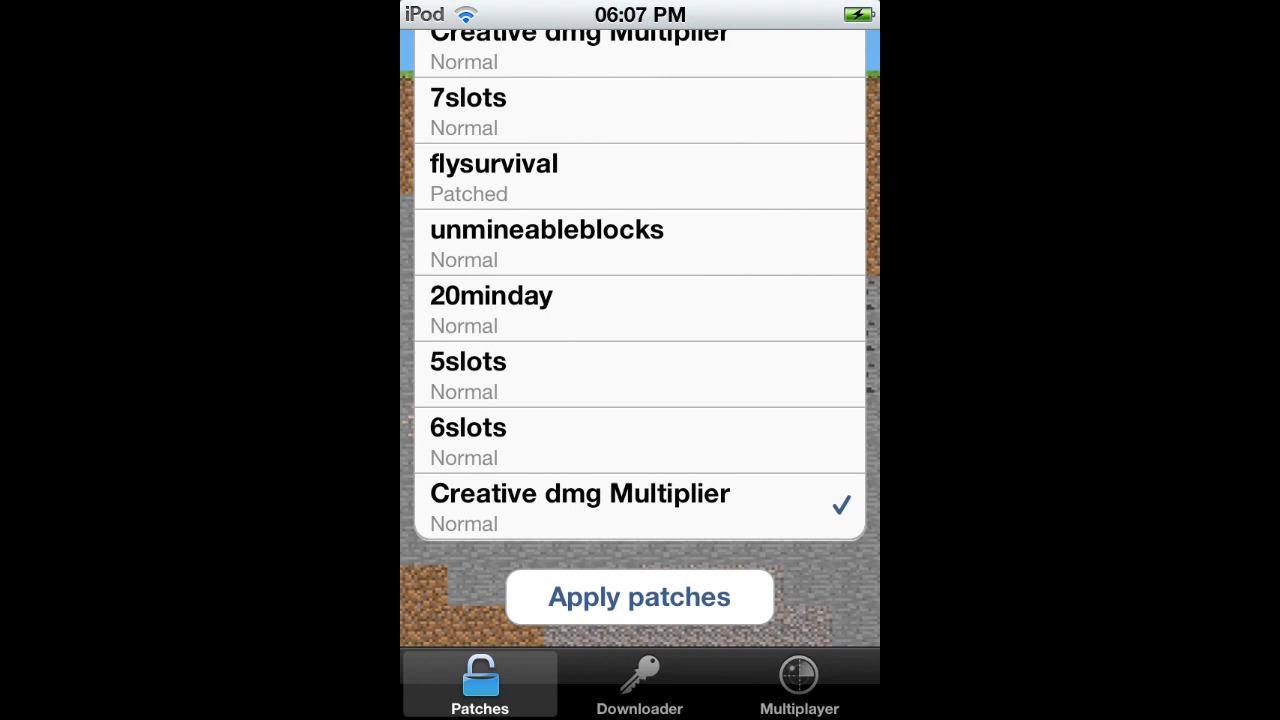 iPod 06:07 PM
Creative dmg Multiplier
Normal
7slots
Normal
flysurvival
Patched
unmineableblocks
Normal
20minday
Normal
5slots
Normal
6slots
Normal
Creative dmg Multiplier
Normal
Apply patches
Patches Downloader Multiplayer